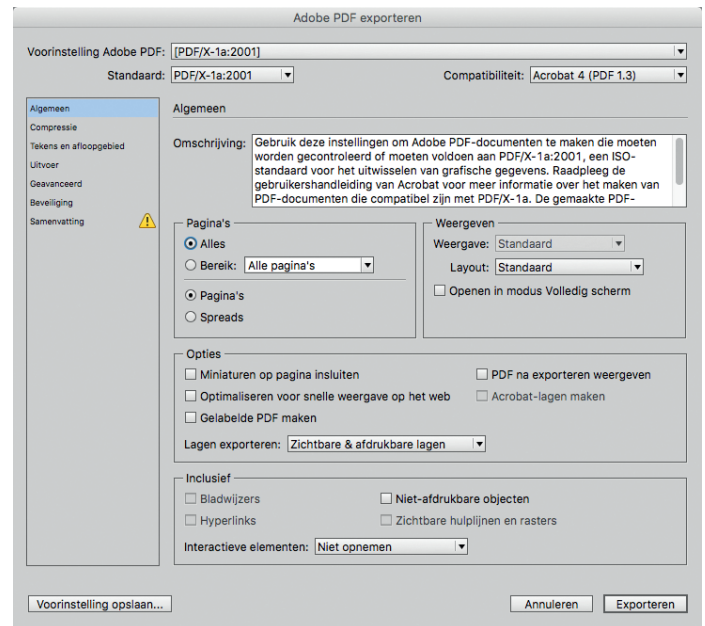 Adobe PDF exporteren
Voorinstelling Adobe PDF: [PDF/X-1a:2001]
Standaard: PDF/X-1a:2001 Compatibiliteit: Acrobat 4 (PDF 1.3)
Algemeen
Compressie
Tekens en afloopgebied
Uitvoer
Geavanceerd
Beveiliging
Samenvatting
Algemeen
Omschrijving: Gebruik deze instellingen om Adobe PDF-documenten te maken die moeten
worden gecontroleerd of moeten voldoen aan PDF/X-1a:2001, een ISO-
standaard voor het uitwisselen van grafische gegevens. Raadpleeg de
gebruikershandleiding van Acrobat voor meer informatie over het maken van
PDF-documenten die compatibel zijn met PDF/X-1a. De gemaakte PDF-
Pagina's
Alles
Bereik: Alle pagina's
Pagina's
Spreads
Weergeven
Weergave: Standaard
Layout: Standaard
Openen in modus Volledig scherm
Opties
Miniaturen op pagina insluiten PDF na exporteren weergeven
Optimaliseren voor snelle weergave op het web Acrobat-lagen maken
Gelabelde PDF maken
Lagen exporteren: Zichtbare & afdrukbare lagen
Inclusief
Bladwijzers Niet-afdrukbare objecten
Hyperlinks Zichtbare hulplijnen en rasters
Interactieve elementen: Niet opnemen
Voorinstelling opslaan... Annuleren Exporteren